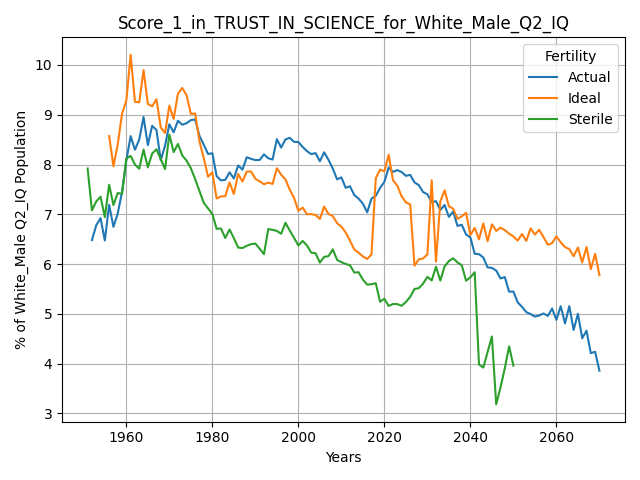 Score_1_in_TRUST_IN_SCIENCE_for_White_Male_Q2_IQ
Fertility
Actual
Ideal
Sterile
% of White_Male Q2_IQ Population
10
9
8
7
6
5
4
3
1960 1980 2000 2020 2040 2060
Years